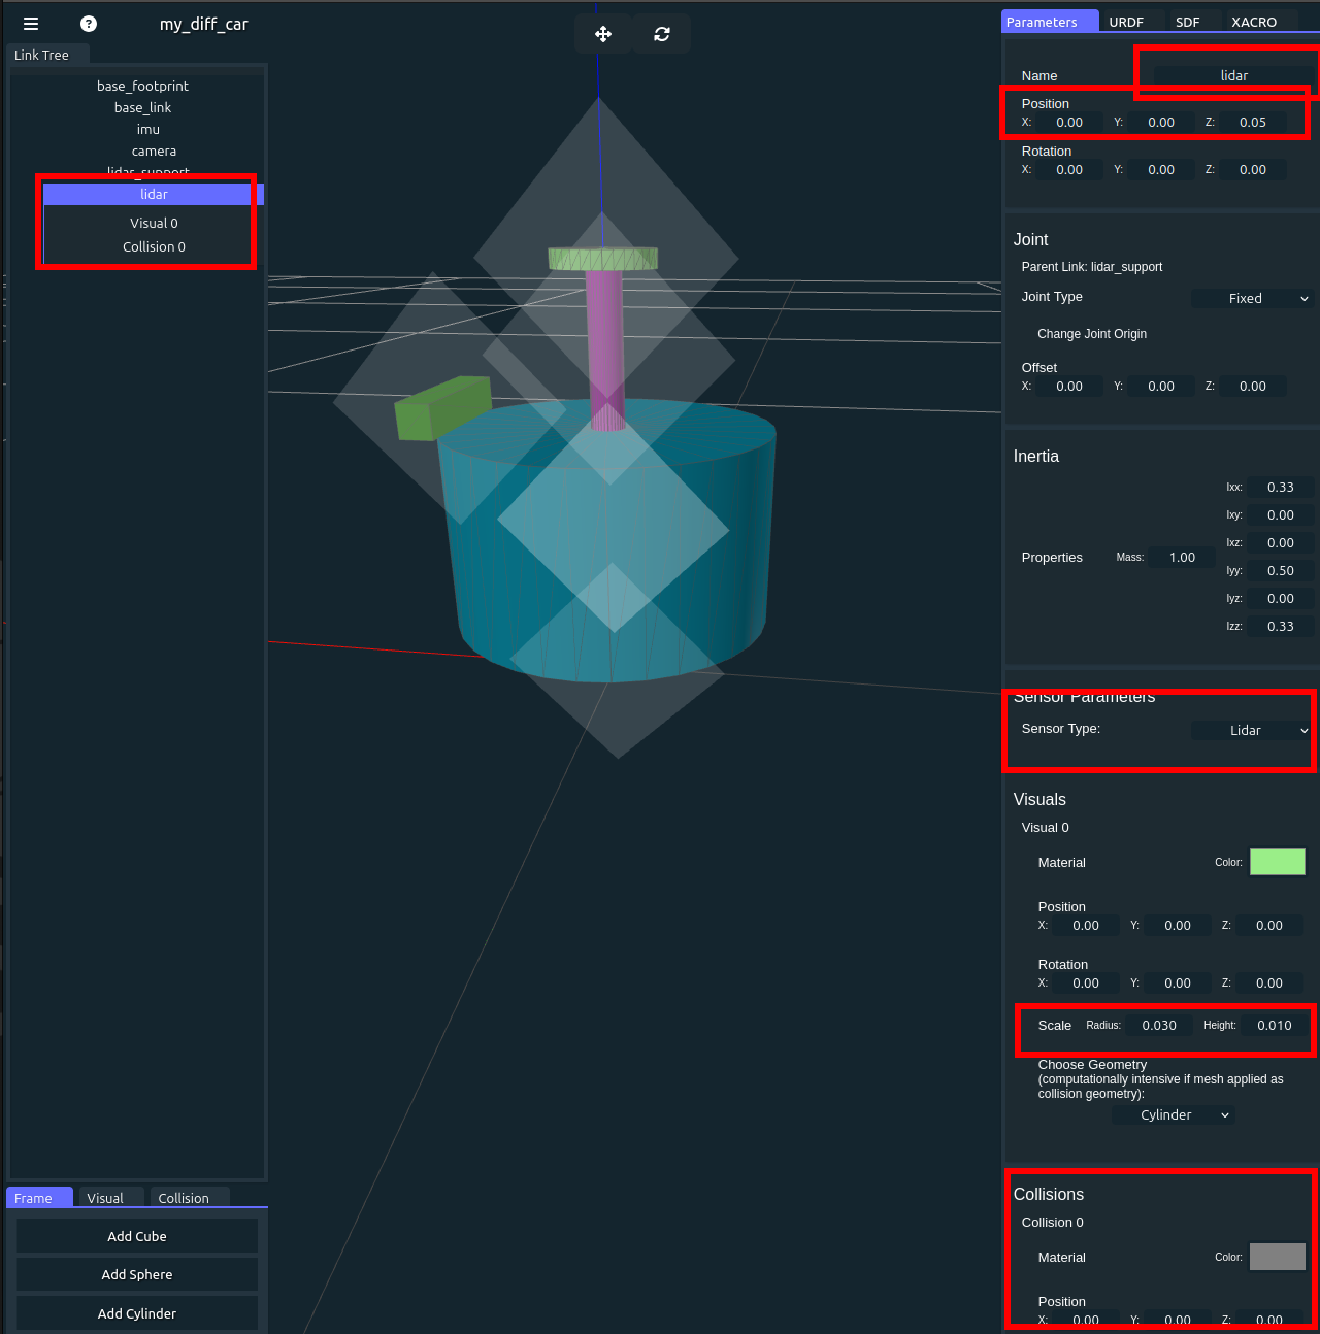 my_diff_car
Link Tree
base_footprint
base_link
imu
camera
lidar_support
lidar
Visual 0
Collision 0
Frame Visual Collision
Add Cube
Add Sphere
Add Cylinder
Parameters URDF SDF XACRO
Name lidar
Position
X: 0.00 Y: 0.00 Z: 0.05
Rotation
X: 0.00 Y: 0.00 Z: 0.00
Joint
Parent Link: lidar_support
Joint Type Fixed
Change Joint Origin
Offset
X: 0.00 Y: 0.00 Z: 0.00
Inertia
Ixx: 0.33
Ixy: 0.00
Ixz: 0.00
Properties Mass: 1.00
Iyy: 0.50
Iyz: 0.00
Izz: 0.33
Sensor Parameters
Sensor Type: Lidar
Visuals
Visual 0
Material Color:
Position
X: 0.00 Y: 0.00 Z: 0.00
Rotation
X: 0.00 Y: 0.00 Z: 0.00
Scale Radius: 0.030 Height: 0.010
Choose Geometry
(computationally intensive if mesh applied as
collision geometry):
Cylinder
Collisions
Collision 0
Material Color:
Position
X: 0.00 Y: 0.00 Z: 0.00